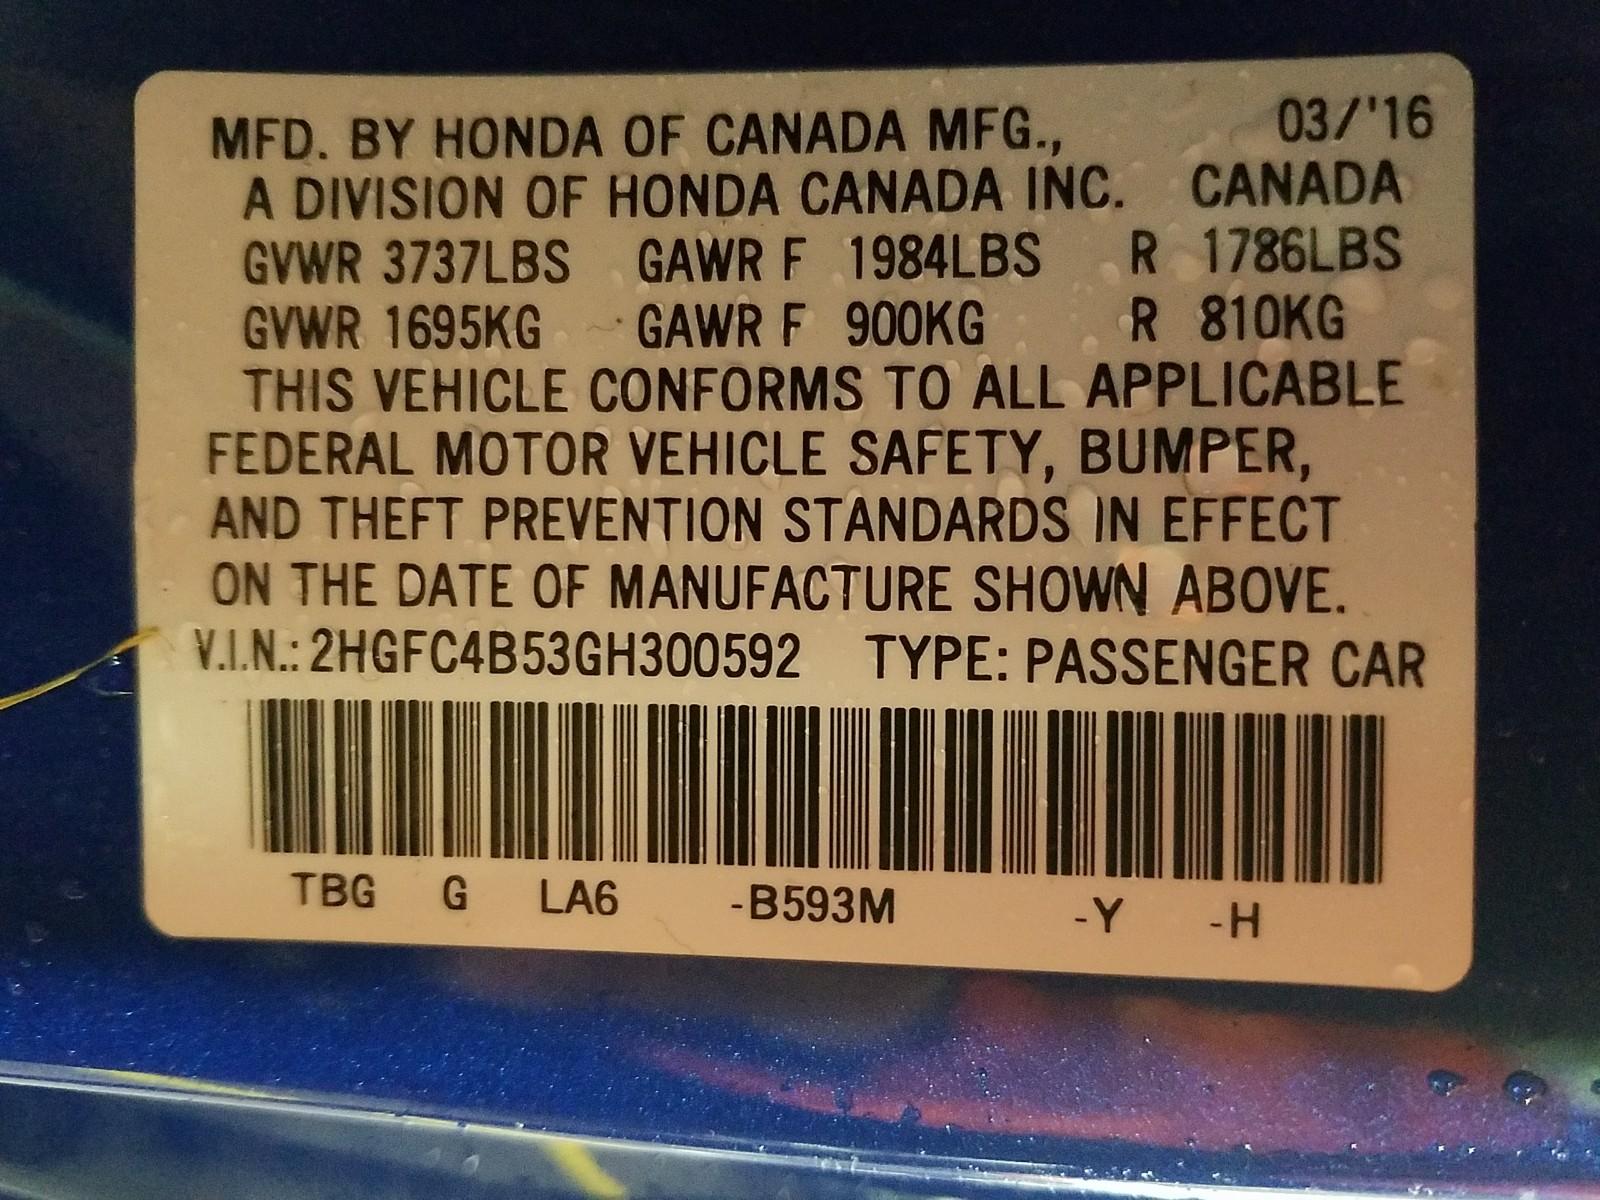 MFD. BY HONDA OF CANADA MFG., 03/'16
A DIVISION OF HONDA CANADA INC. CANADA
GVWR 3737LBS GAWR F 1984LBS R 1786LBS
GVWR 1695KG GAWR F 900KG R 810KG
THIS VEHICLE CONFORMS TO ALL APPLICABLE
FEDERAL MOTOR VEHICLE SAFETY, BUMPER,
AND THEFT PREVENTION STANDARDS IN EFFECT
ON THE DATE OF MANUFACTURE SHOWN ABOVE.
V.I.N.: 2HGFC4B53GH300592 TYPE: PASSENGER CAR
TBG G LA6 -B593M -Y -H